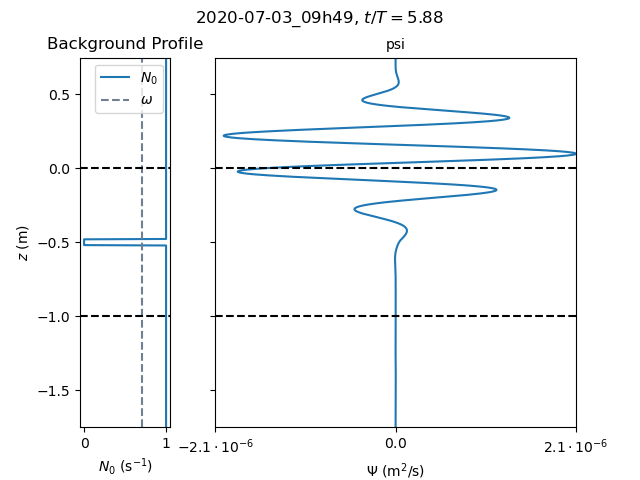 2020-07-03_09h49, t/T = 5.88
Background Profile
psi
N₀
ω
0.5
0.0
−0.5
−1.0
−1.5
z (m)
0
1
−2.1 · 10⁻⁶
0.0
2.1 · 10⁻⁶
N₀ (s⁻¹)
Ψ (m²/s)